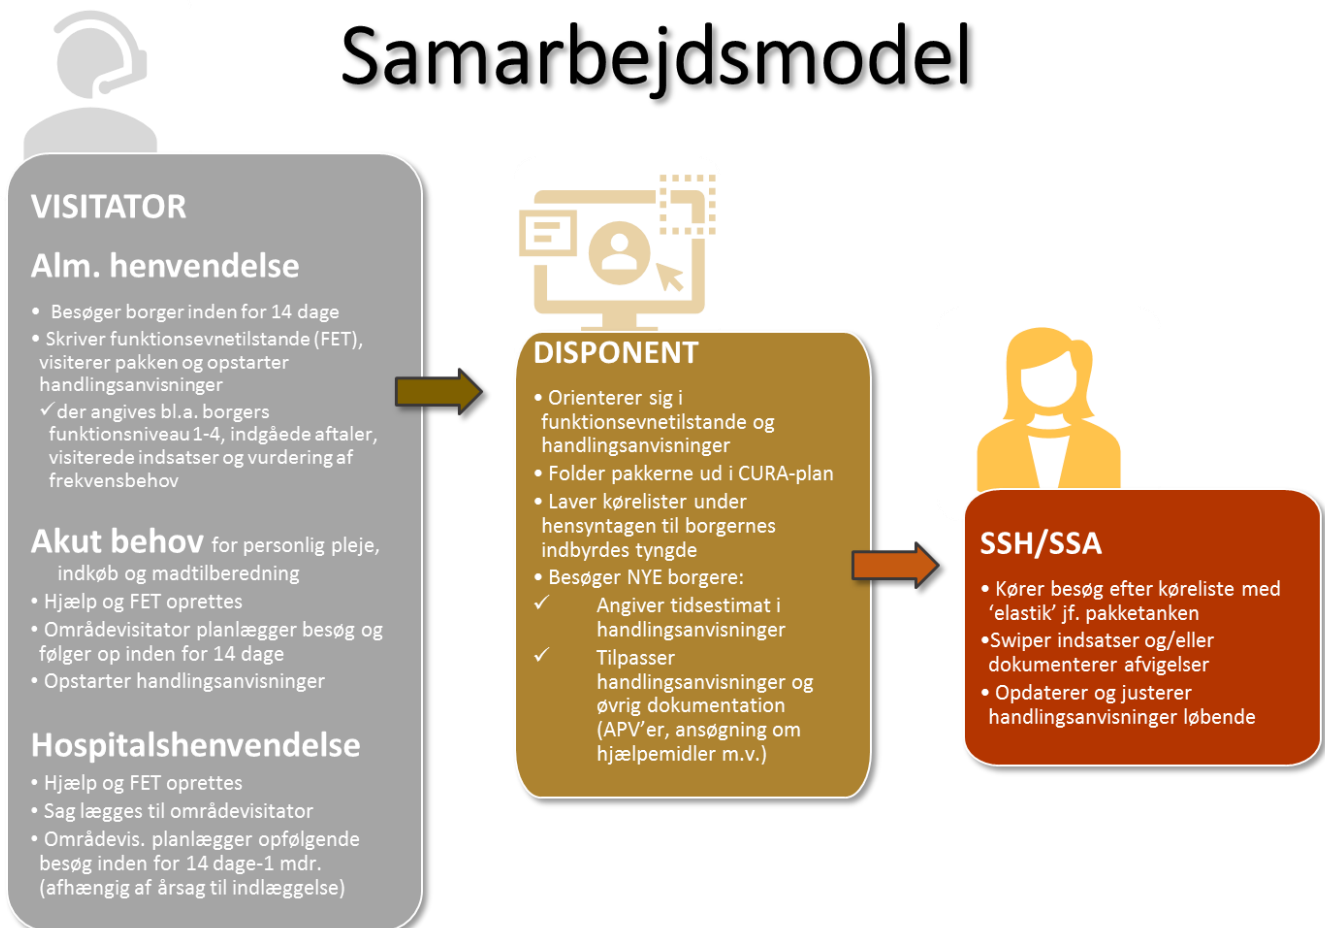 Samarbejdsmodel
VISITATOR
Alm. henvendelse
• Besøger borger inden for 14 dage
• Skriver funktionsevnetilstande (FET),
visiterer pakken og opstarter
handlingsanvisninger
✓ der angives bl.a. borgers
funktionsniveau 1-4, indgåede aftaler,
visiterede indsatser og vurdering af
frekvensbehov
Akut behov for personlig pleje,
indkøb og madtilberedning
• Hjælp og FET oprettes
• Områdevisitator planlægger besøg og
følger op inden for 14 dage
• Opstarter handlingsanvisninger
Hospitalshenvendelse
• Hjælp og FET oprettes
• Sag lægges til områdevisitator
• Områdevis. planlægger opfølgende
besøg inden for 14 dage-1 mdr.
(afhængig af årsag til indlæggelse)
DISPONENT
• Orienterer sig i
funktionsevnetilstande og
handlingsanvisninger
• Folder pakkerne ud i CURA-plan
• Laver kørelister under
hensyntagen til borgernes
indbyrdes tyngde
• Besøger NYE borgere:
✓ Angiver tidsestimat i
handlingsanvisninger
✓ Tilpasser
handlingsanvisninger og
øvrig dokumentation
(APV’er, ansøgning om
hjælpemidler m.v.)
SSH/SSA
• Kører besøg efter køreliste med
‘elastik’ jf. pakketanken
•Swiper indsatser og/eller
dokumenterer afvigelser
• Opdaterer og justerer
handlingsanvisninger løbende